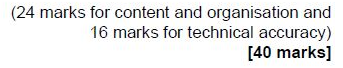 (24 marks for content and organisation and
16 marks for technical accuracy)
[40 marks]